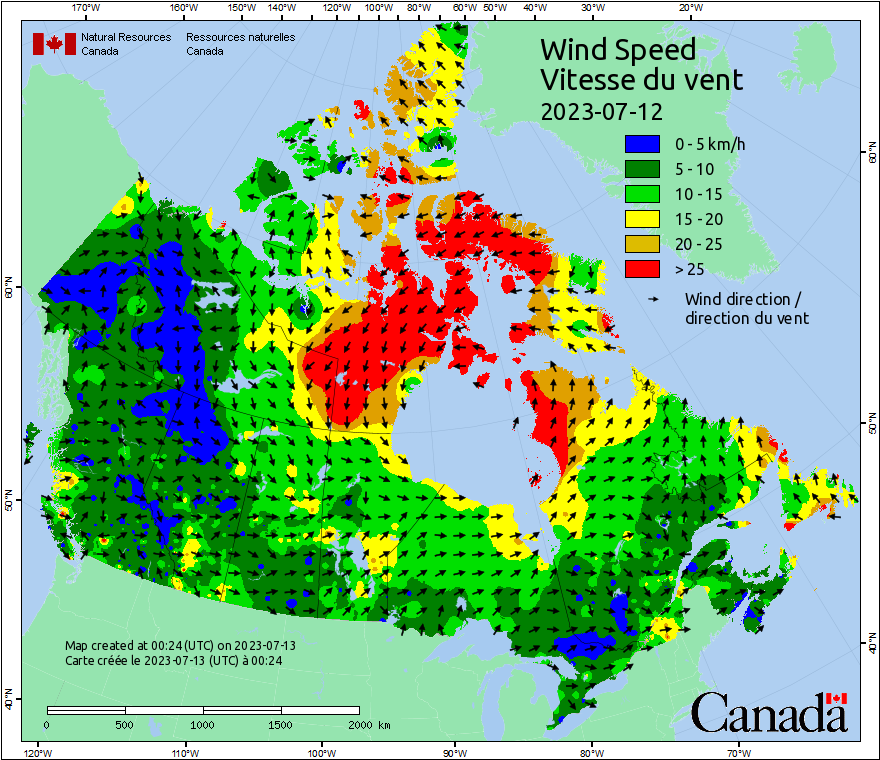 170°W 160°W 150°W 140°W 120°W 100°W 80°W 60°W 50°W 40°W 30°W 20°W
Natural Resources Ressources naturelles
Canada Canada
Wind Speed
Vitesse du vent
2023-07-12
0 - 5 km/h
5 - 10
10 - 15
15 - 20
20 - 25
> 25
Wind direction /
direction du vent
60°N
60°N
50°N
50°N
40°N
40°N
Map created at 00:24 (UTC) on 2023-07-13
Carte créée le 2023-07-13 (UTC) à 00:24
0 500 1000 1500 2000 km
Canada
120°W 110°W 100°W 90°W 80°W 70°W